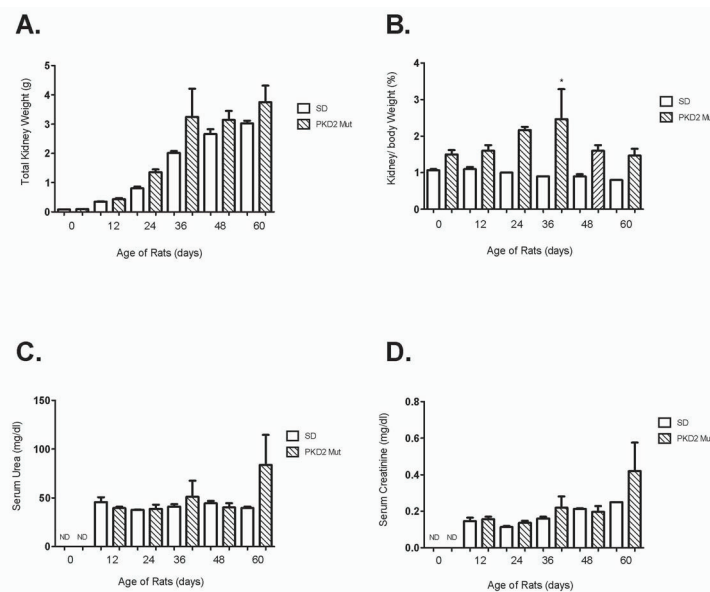 A.
Total Kidney Weight (g)
5
4
3
2
1
0
0 12 24 36 48 60
Age of Rats (days)
SD
PKD2 Mut
B.
Kidney/ body Weight (%)
4
3
2
1
0
*
0 12 24 36 48 60
Age of Rats (days)
SD
PKD2 Mut
C.
Serum Urea (mg/dl)
150
100
50
0
ND ND
0 12 24 36 48 60
Age of Rats (days)
SD
PKD2 Mut
D.
Serum Creatinine (mg/dl)
0.8
0.6
0.4
0.2
0.0
ND ND
0 12 24 36 48 60
Age of Rats (days)
SD
PKD2 Mut